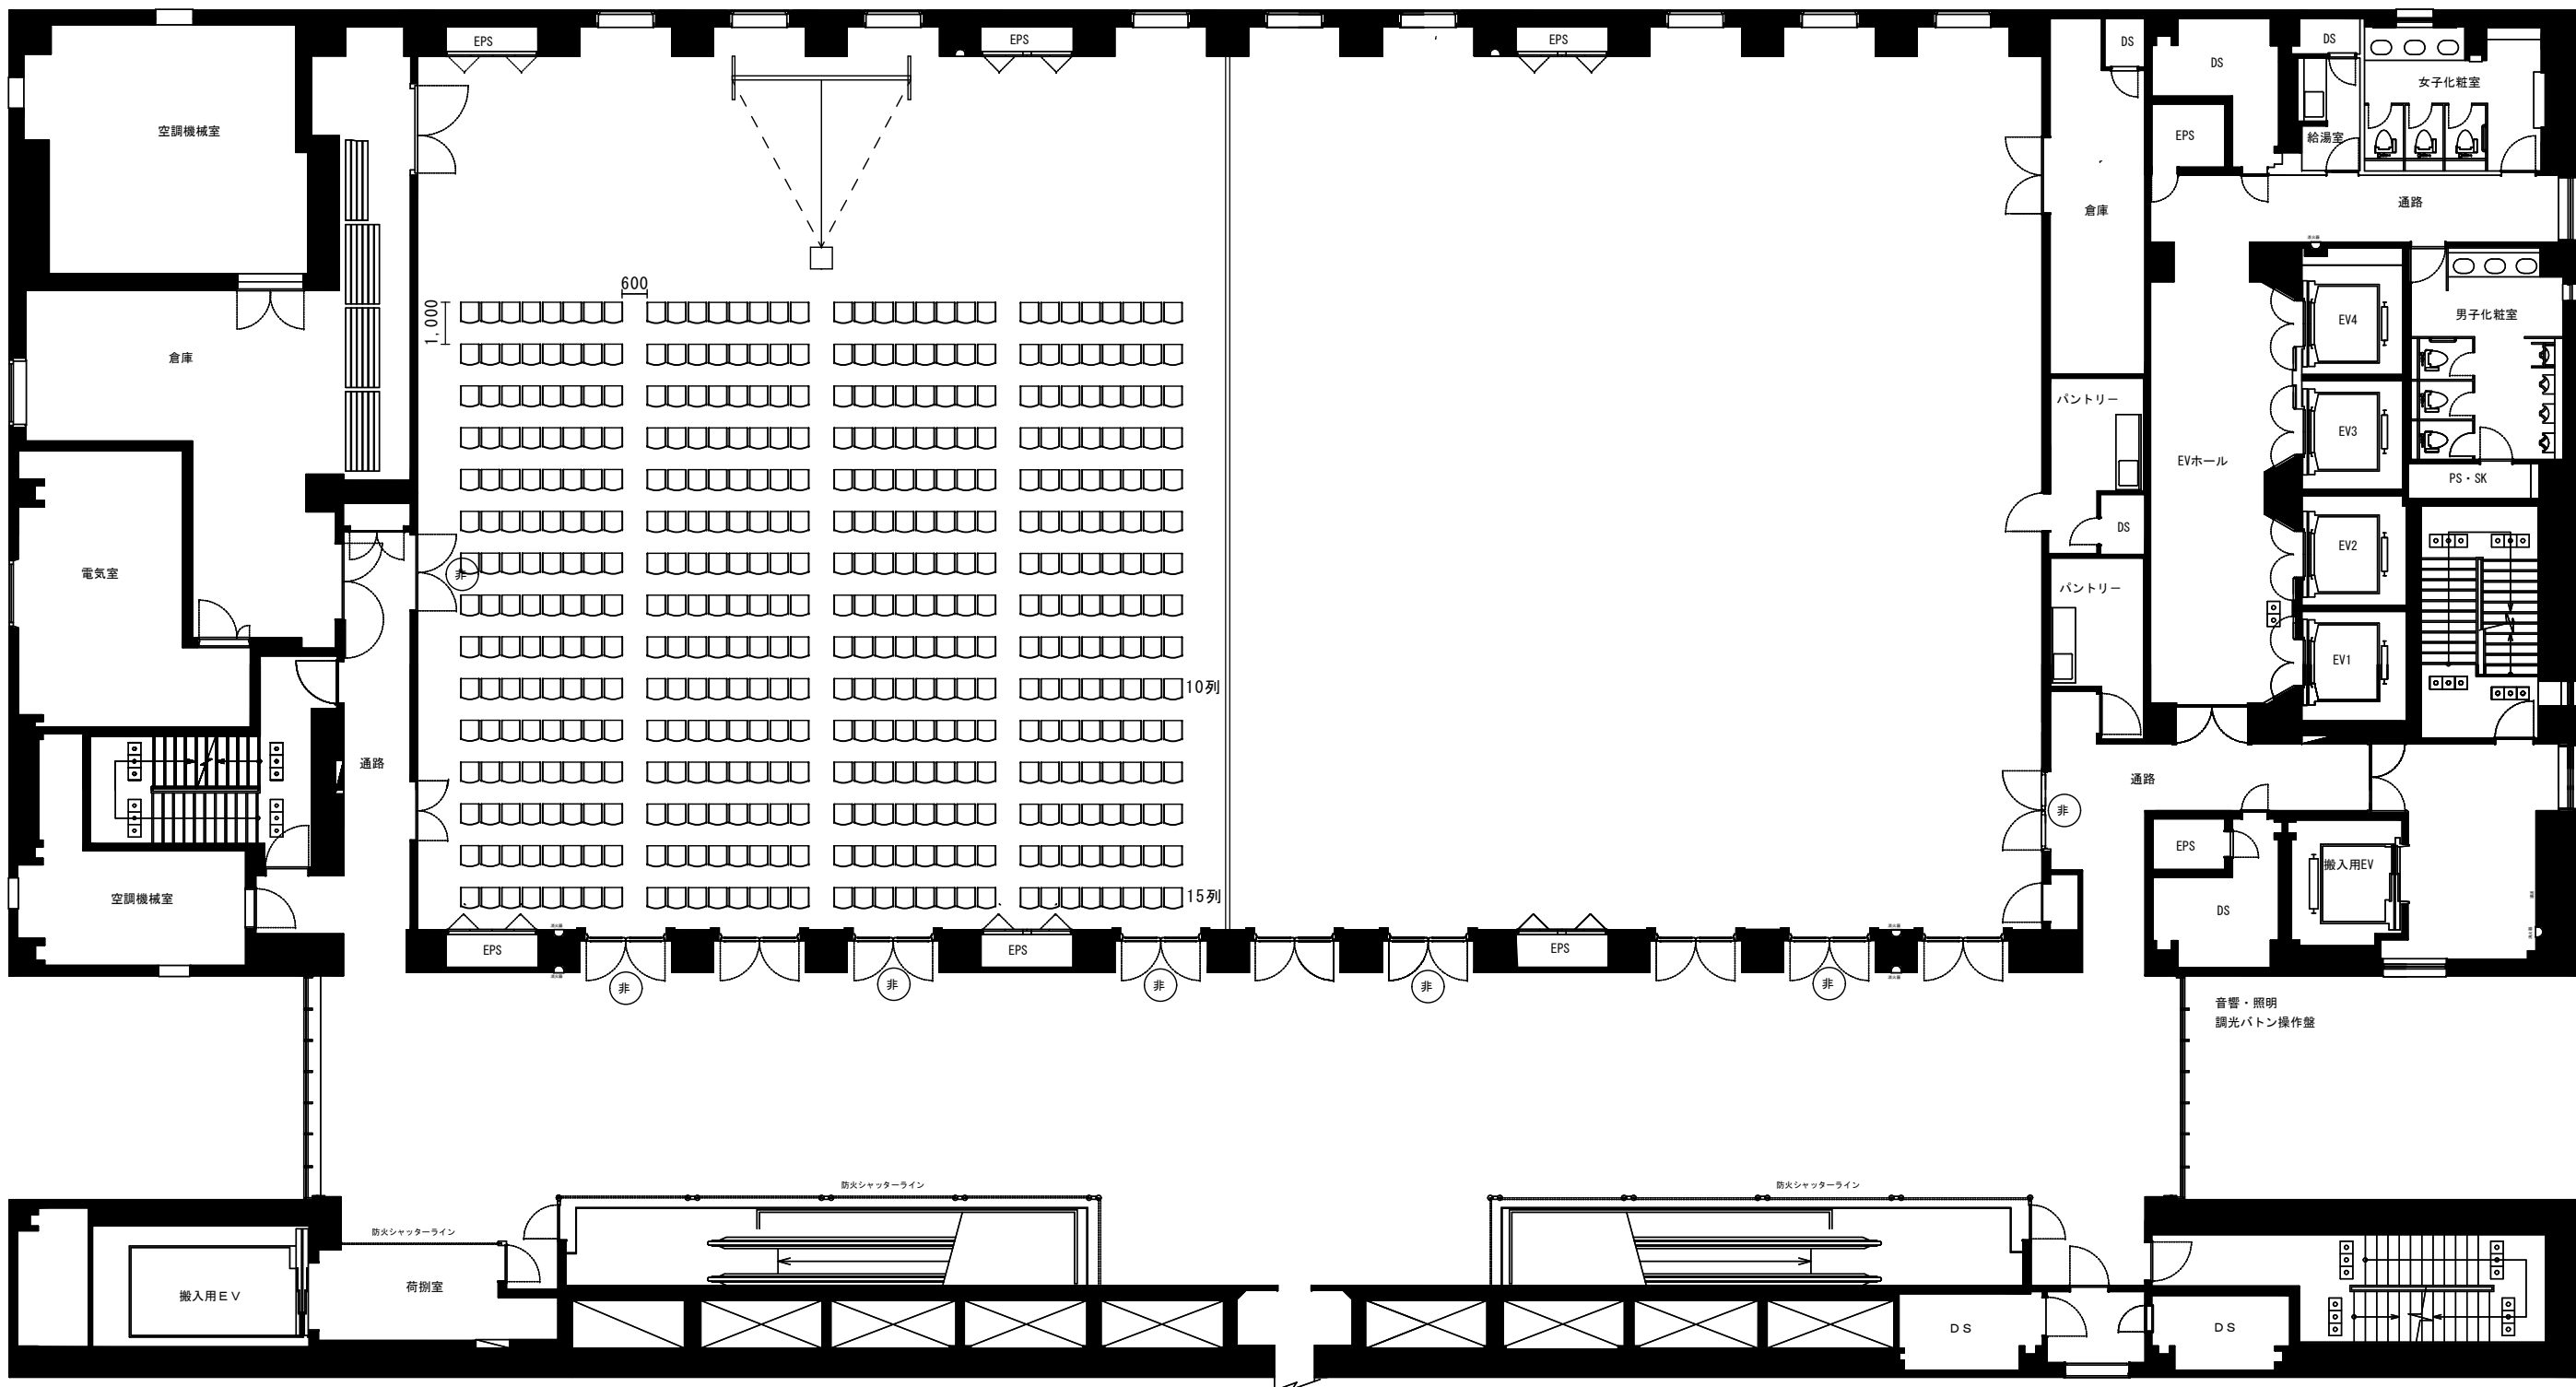 EPS
EPS
EPS
DS
DS
DS
女子化粧室
空調機械室
EPS
給湯室
通路
倉庫
600
1,000
男子化粧室
EV4
倉庫
パントリー
EV3
EVホール
PS・SK
DS
EV2
電気室
非
パントリー
EV1
10列
通路
通路
非
EPS
搬入用EV
空調機械室
15列
DS
EPS
EPS
EPS
非
非
非
非
非
音響・照明
調光バトン操作盤
防火シャッターライン
防火シャッターライン
防火シャッターライン
荷捌室
搬入用EV
DS
DS